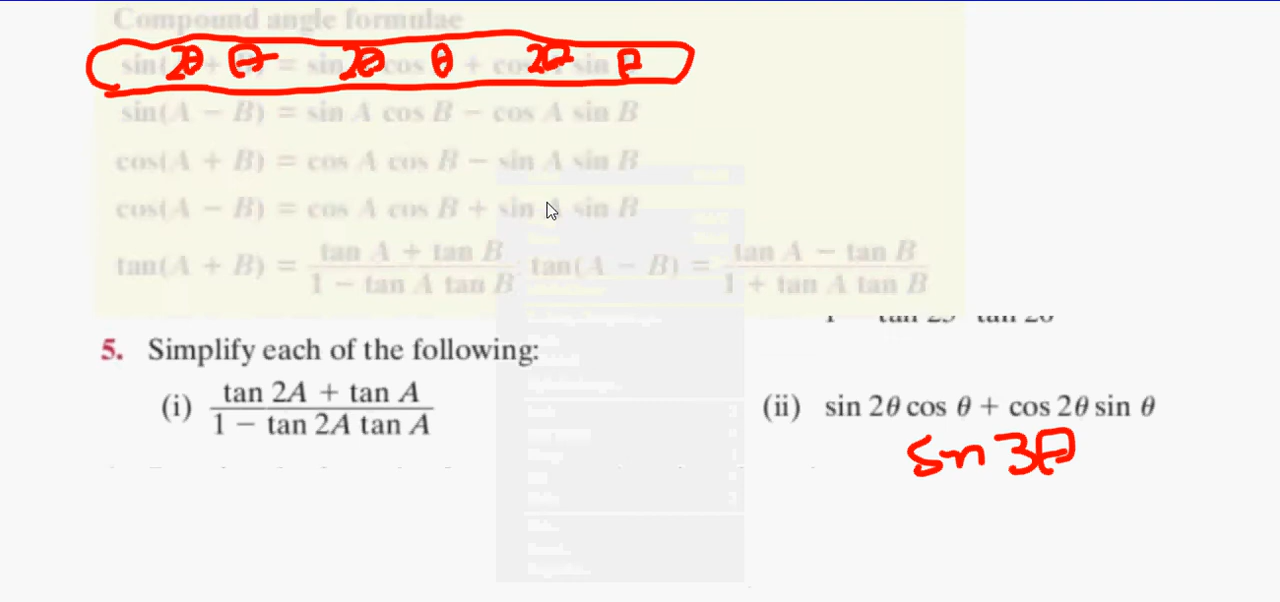 Compound angle formulae
sin( 2θ + θ = sin 2θ cos θ + cos 2θ sin θ
sin(A − B) = sin A cos B − cos A sin B
cos(A + B) = cos A cos B − sin A sin B
cos(A − B) = cos A cos B + sin A sin B
tan(A + B) = (tan A + tan B)/(1 − tan A tan B) tan(A − B) = (tan A − tan B)/(1 + tan A tan B)
5. Simplify each of the following:
(i) (tan 2A + tan A)/(1 − tan 2A tan A) (ii) sin 2θ cos θ + cos 2θ sin θ
sin 3θ